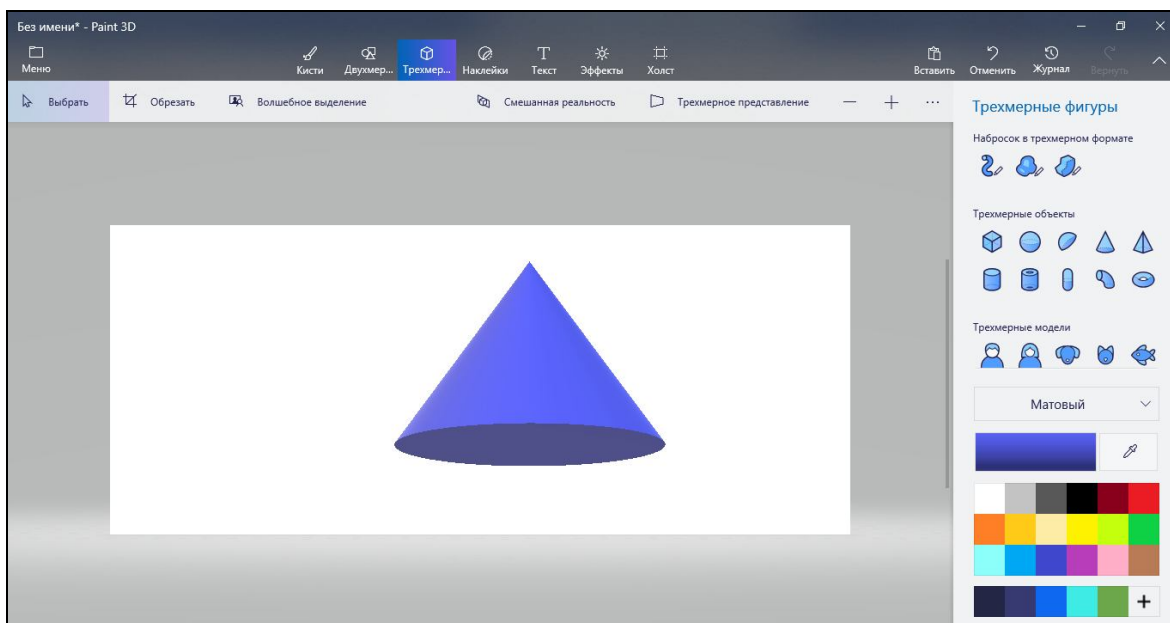 Без имени* - Paint 3D
Меню
Кисти
Двухмер...
Трехмер...
Наклейки
Текст
Эффекты
Холст
Вставить
Отменить
Журнал
Вернуть
Выбрать
Обрезать
Волшебное выделение
Смешанная реальность
Трехмерное представление
Трехмерные фигуры
Набросок в трехмерном формате
Трехмерные объекты
Трехмерные модели
Матовый